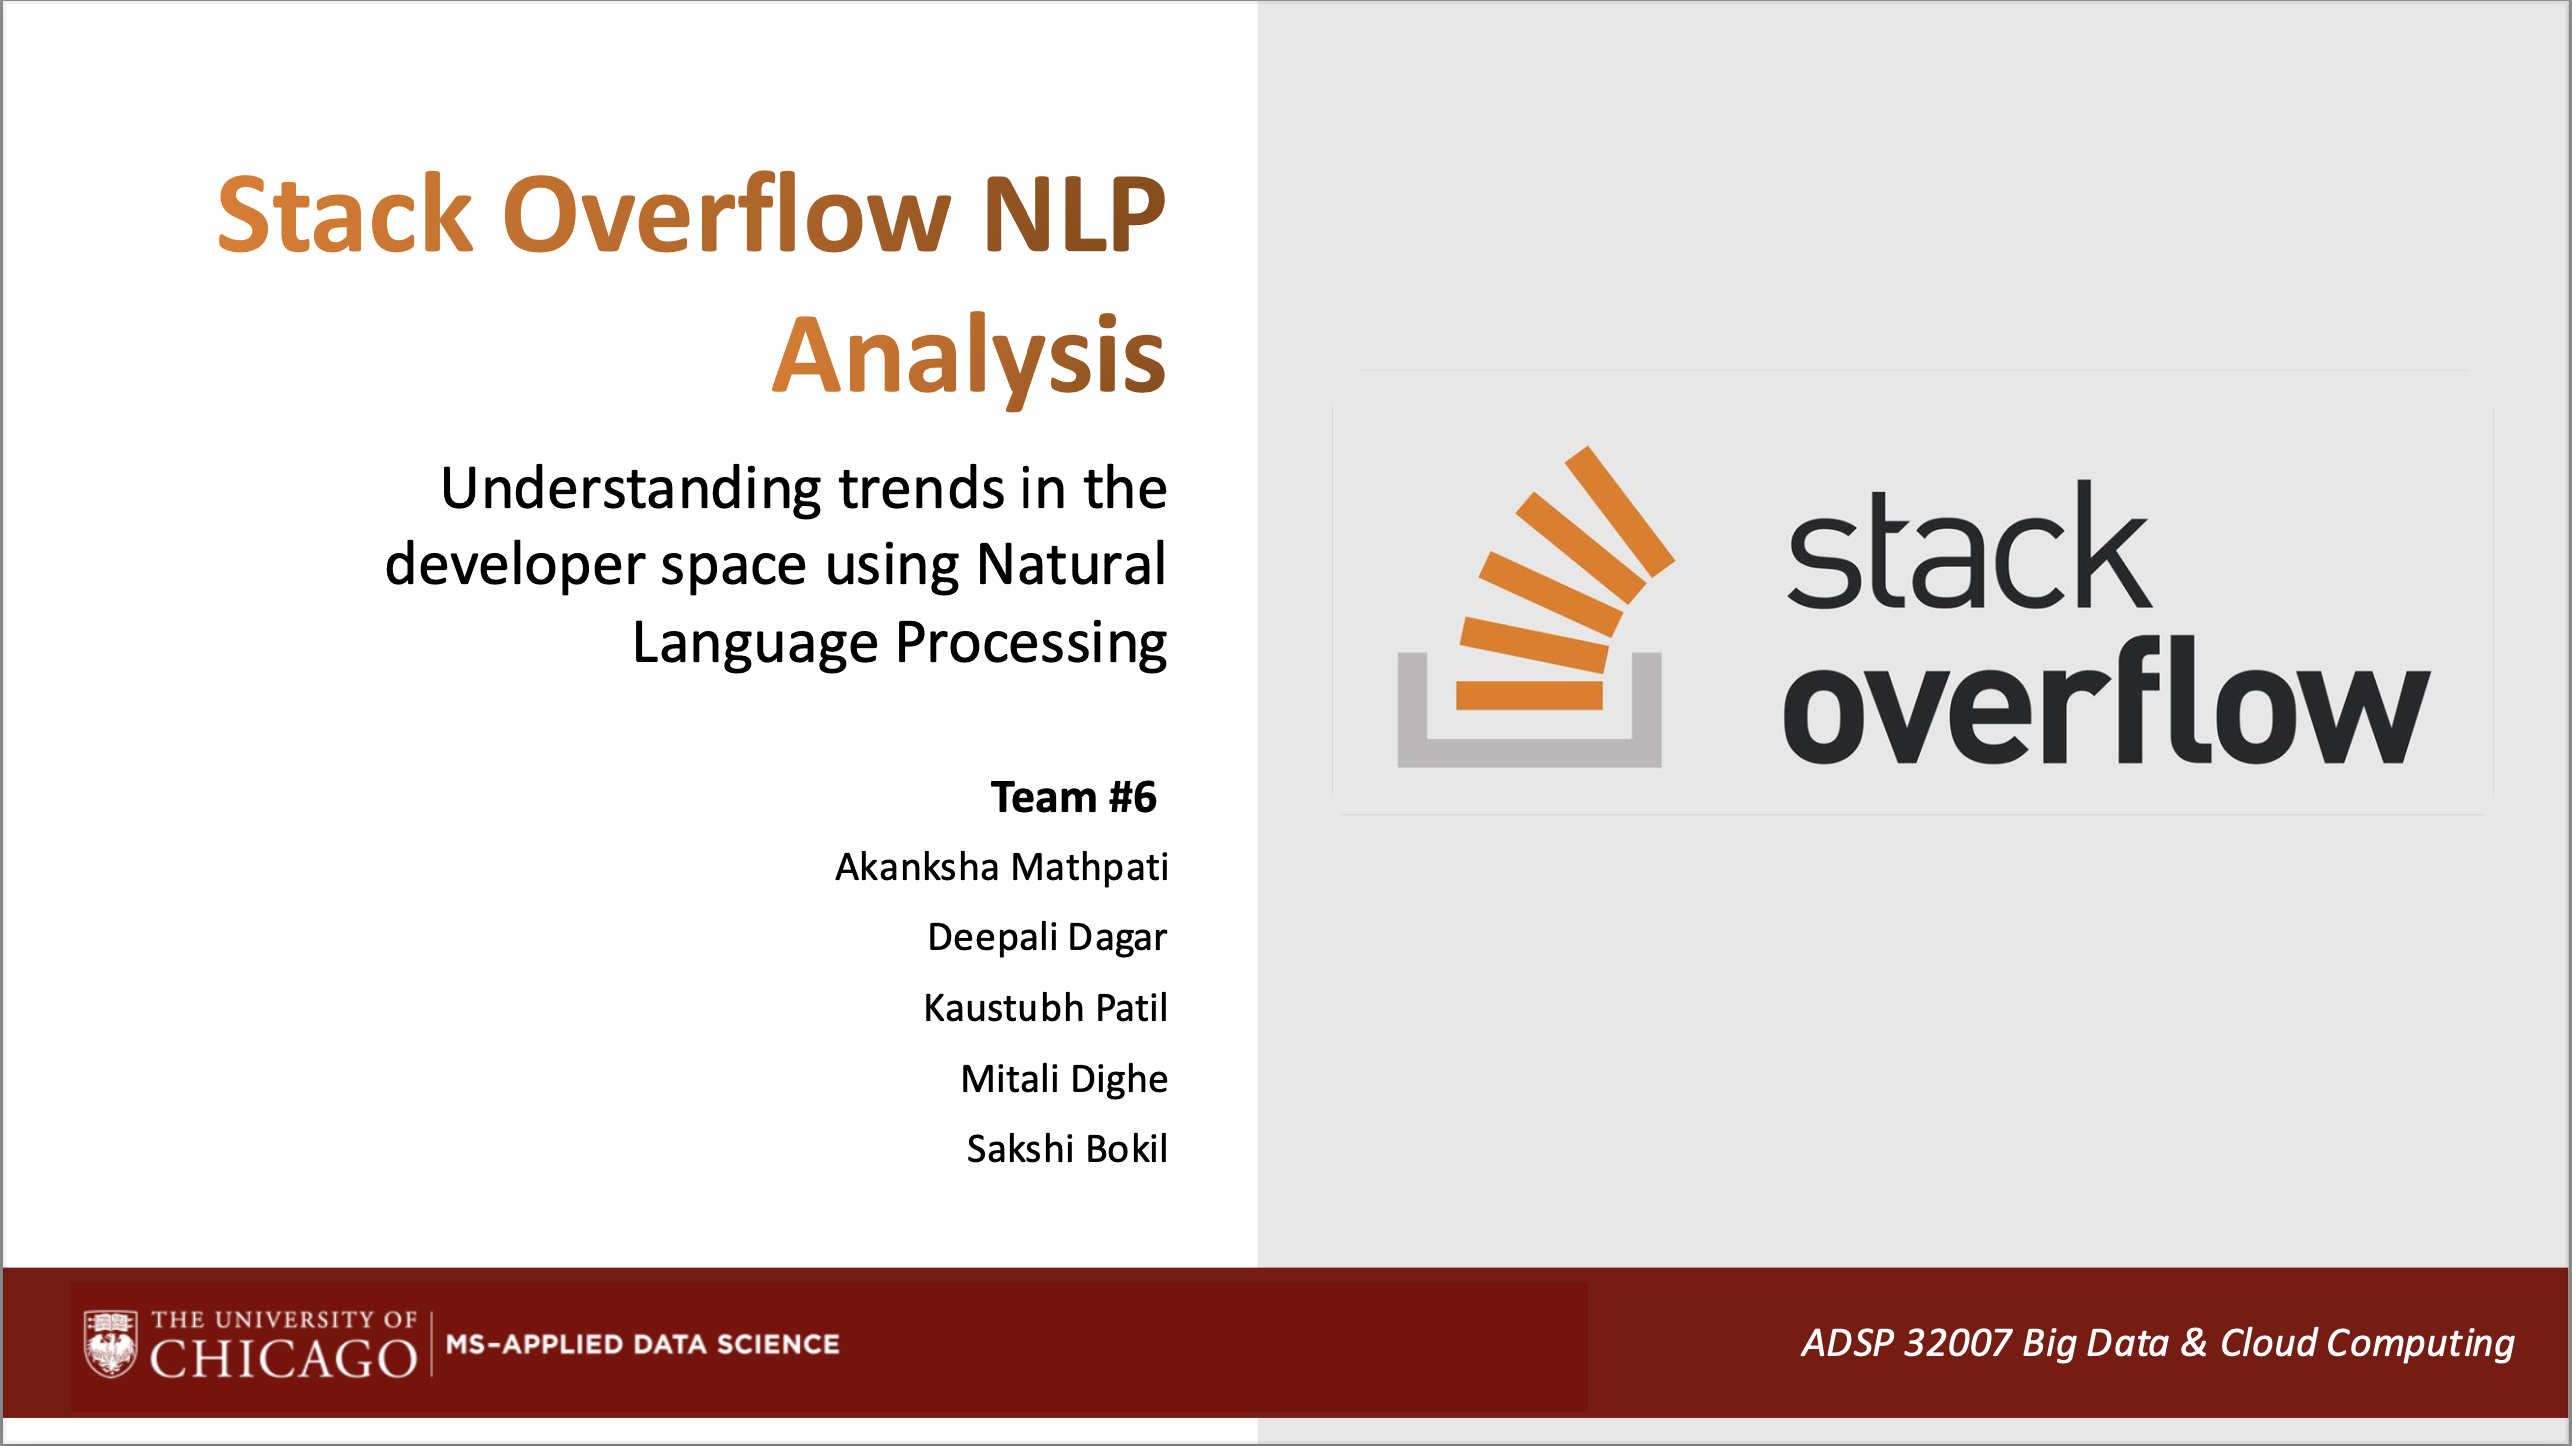 Stack Overflow NLP
Analysis
Understanding trends in the
developer space using Natural
Language Processing
Team #6
Akanksha Mathpati
Deepali Dagar
Kaustubh Patil
Mitali Dighe
Sakshi Bokil
stack
overflow
THE UNIVERSITY OF
CHICAGO
MS-APPLIED DATA SCIENCE
ADSP 32007 Big Data & Cloud Computing